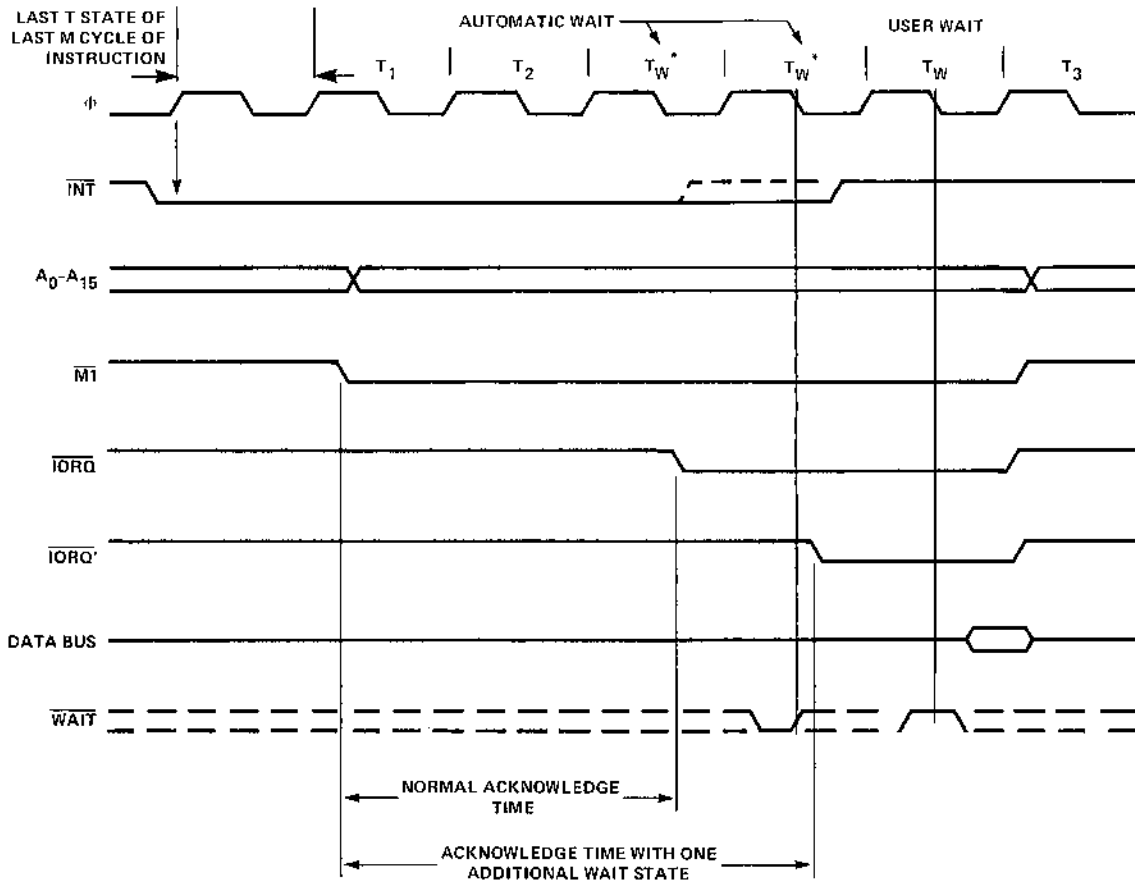 LAST T STATE OF
LAST M CYCLE OF
INSTRUCTION
AUTOMATIC WAIT
USER WAIT
T1 T2 TW* TW* TW T3
Φ
INT
A0-A15
M1
IORQ
IORQ'
DATA BUS
WAIT
NORMAL ACKNOWLEDGE
TIME
ACKNOWLEDGE TIME WITH ONE
ADDITIONAL WAIT STATE